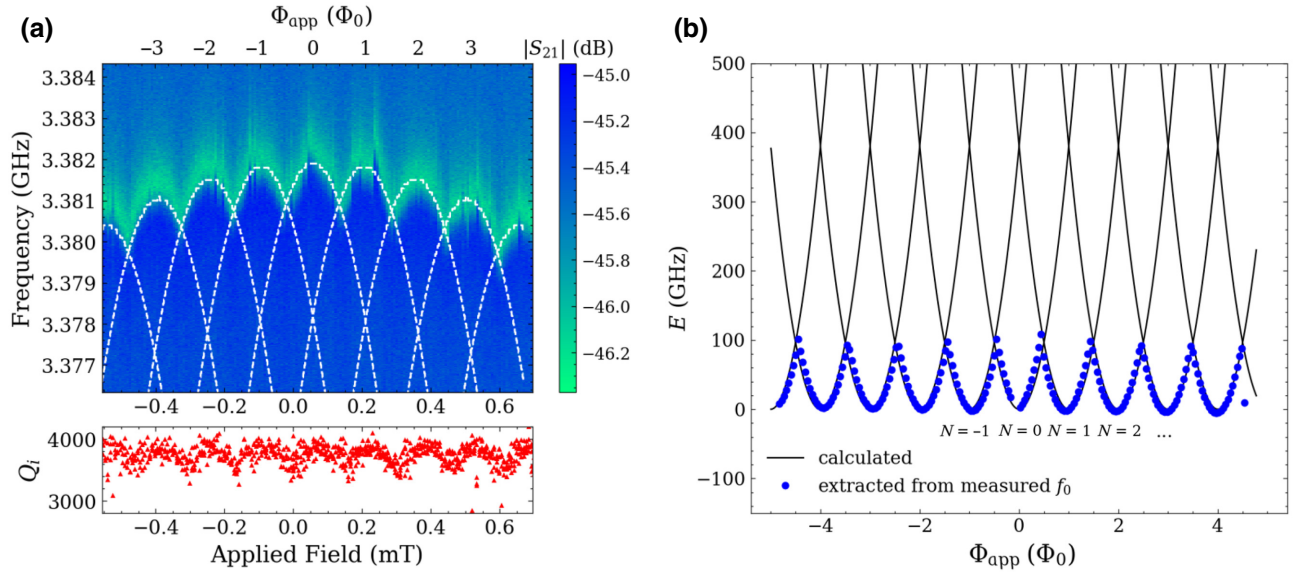 (a)
Φapp (Φ0)
−3 −2 −1 0 1 2 3
|S21| (dB)
3.384
3.383
3.382
3.381
3.380
3.379
3.378
3.377
Frequency (GHz)
−0.4 −0.2 0.0 0.2 0.4 0.6
−45.0
−45.2
−45.4
−45.6
−45.8
−46.0
−46.2
4000
3000
Qi
−0.4 −0.2 0.0 0.2 0.4 0.6
Applied Field (mT)
(b)
500
400
300
200
100
0
−100
E (GHz)
N = −1 N = 0 N = 1 N = 2 ...
calculated
extracted from measured f0
−4 −2 0 2 4
Φapp (Φ0)